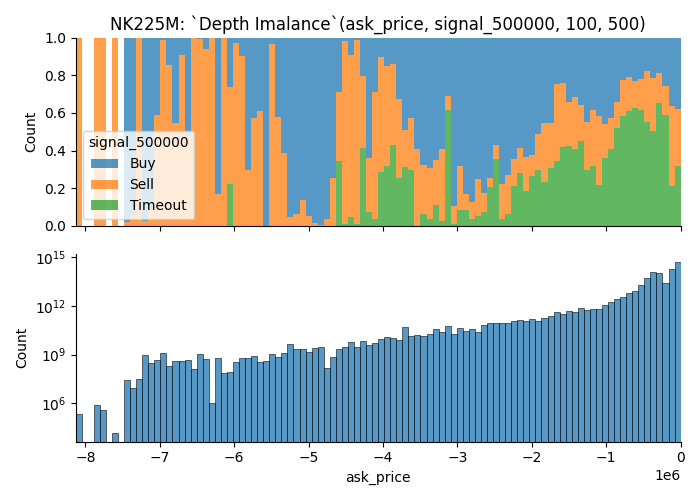 NK225M: `Depth Imalance`(ask_price, signal_500000, 100, 500)
1.0
0.8
0.6
0.4
0.2
0.0
Count
signal_500000
Buy
Sell
Timeout
10^15
10^12
10^9
10^6
Count
−8 −7 −6 −5 −4 −3 −2 −1 0
ask_price
1e6